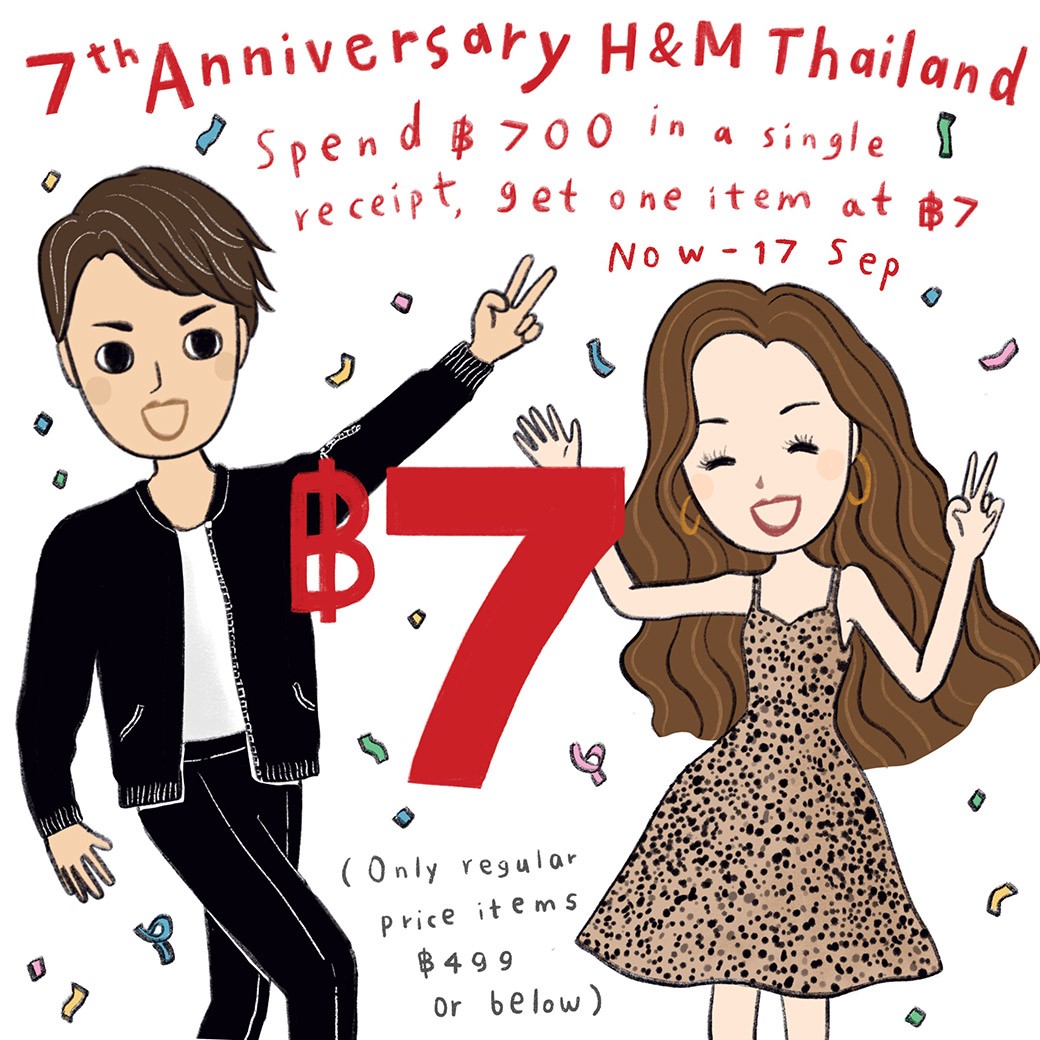 7th Anniversary H&M Thailand
Spend ฿700 in a single
receipt, get one item at ฿7
Now-17 Sep
฿7
(Only regular
price items
฿499
or below)